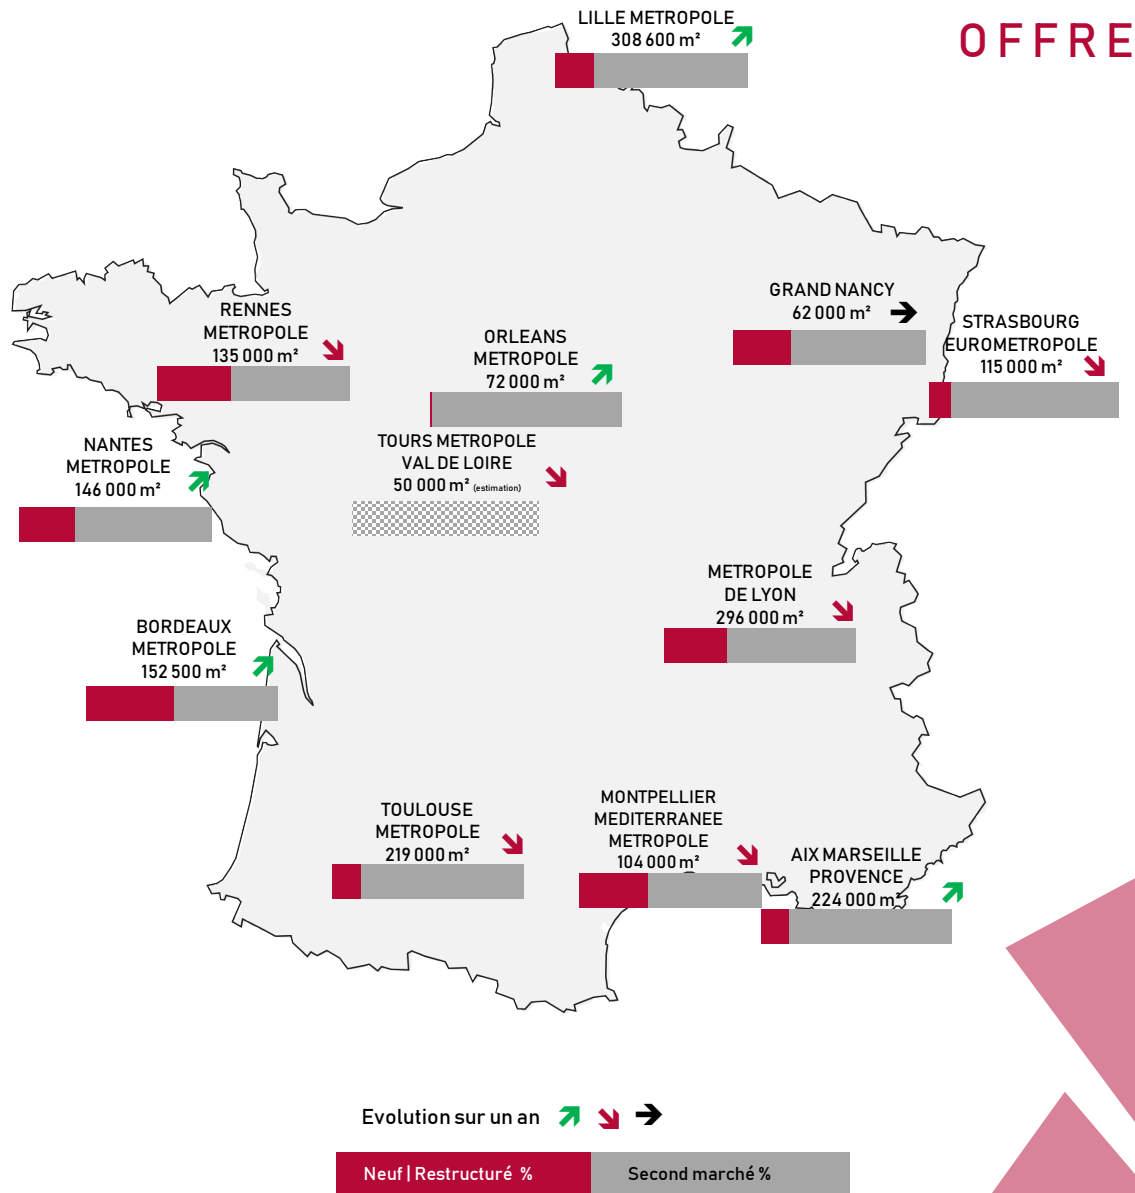 OFFRE
LILLE METROPOLE
308 600 m²
GRAND NANCY
62 000 m²
STRASBOURG
EUROMETROPOLE
115 000 m²
RENNES
METROPOLE
135 000 m²
ORLEANS
METROPOLE
72 000 m²
NANTES
METROPOLE
146 000 m²
TOURS METROPOLE
VAL DE LOIRE
50 000 m² (estimation)
METROPOLE
DE LYON
296 000 m²
BORDEAUX
METROPOLE
152 500 m²
TOULOUSE
METROPOLE
219 000 m²
MONTPELLIER
MEDITERRANEE
METROPOLE
104 000 m²
AIX MARSEILLE
PROVENCE
224 000 m²
Evolution sur un an
Neuf | Restructuré %
Second marché %